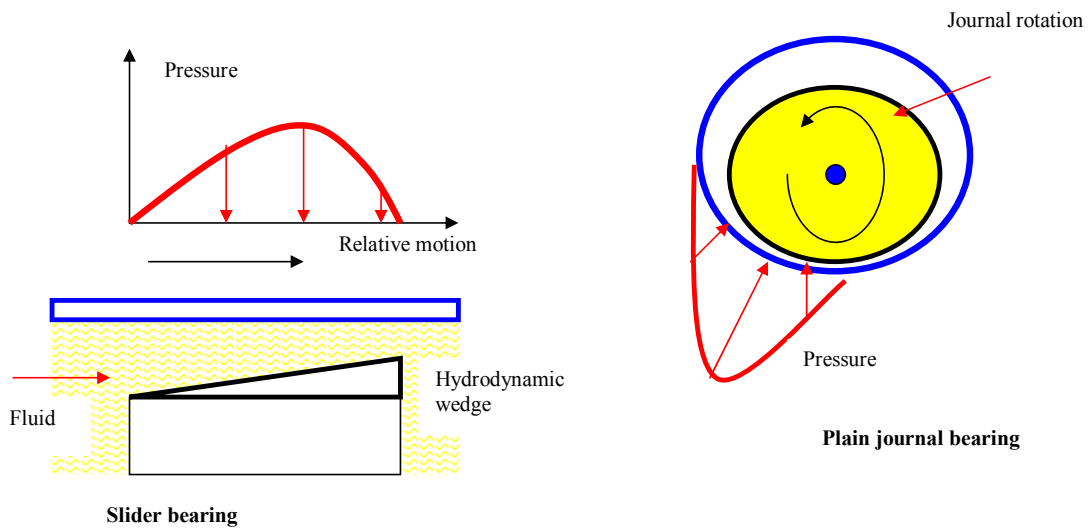 Pressure
Relative motion
Fluid
Hydrodynamic
wedge
Slider bearing
Journal rotation
Pressure
Plain journal bearing